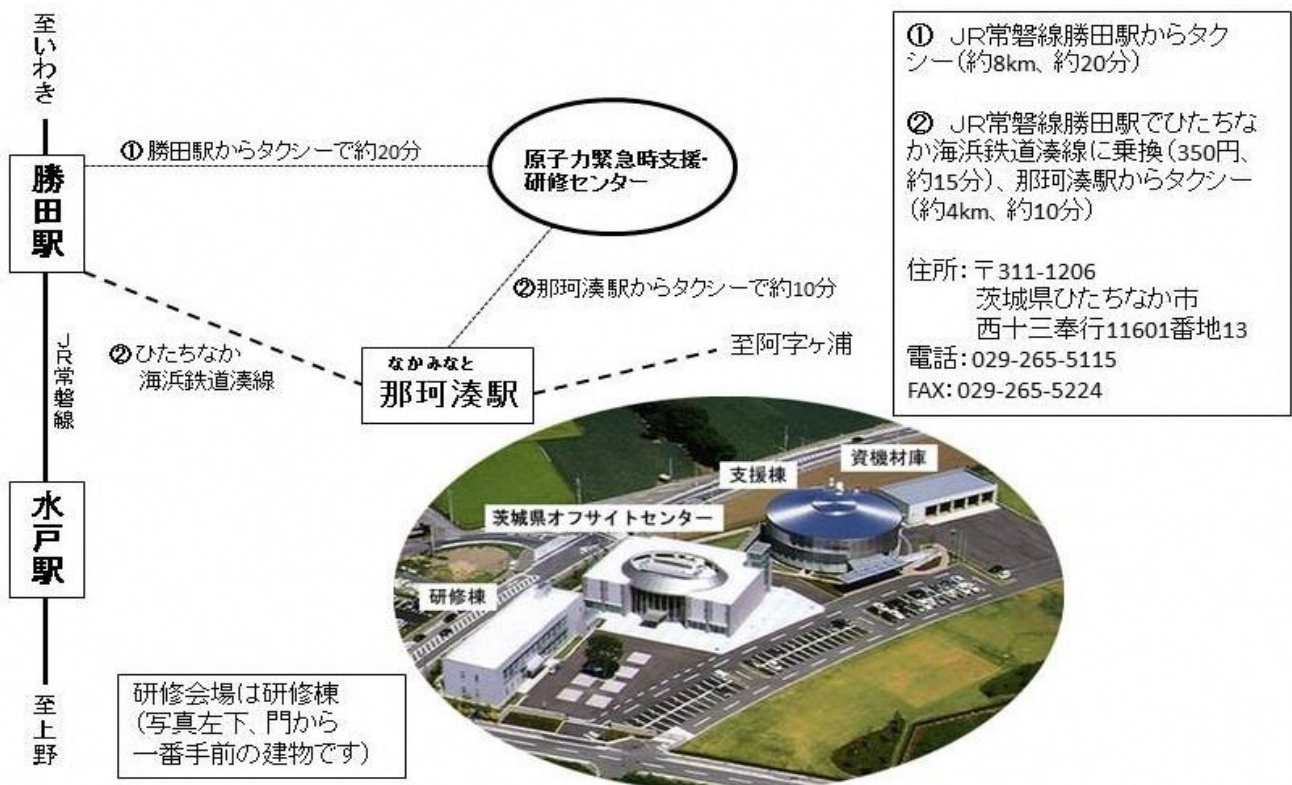 至いわき
① 勝田駅からタクシーで約20分
勝田駅
原子力緊急時支援・
研修センター
②那珂湊駅からタクシーで約10分
JR常磐線
② ひたちなか
海浜鉄道湊線
なかみなと
那珂湊駅
至阿字ヶ浦
水戸駅
至上野
① JR常磐線勝田駅からタク
シー(約8km、約20分)
② JR常磐線勝田駅でひたちな
か海浜鉄道湊線に乗換(350円、
約15分)、那珂湊駅からタクシー
(約4km、約10分)
住所:〒311-1206
茨城県ひたちなか市
西十三奉行11601番地13
電話:029-265-5115
FAX:029-265-5224
資機材庫
支援棟
茨城県オフサイトセンター
研修棟
研修会場は研修棟
(写真左下、門から
一番手前の建物です)